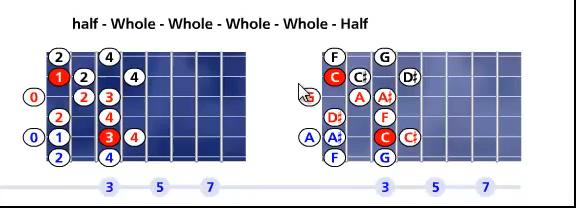 half - Whole - Whole - Whole - Whole - Half
2 4 F G
1 2 4 C C♯ D♯
0 2 3 A A♯
2 4 D♯ F
0 1 3 4 A A♯ C C♯
2 4 F G
3 5 7 3 5 7